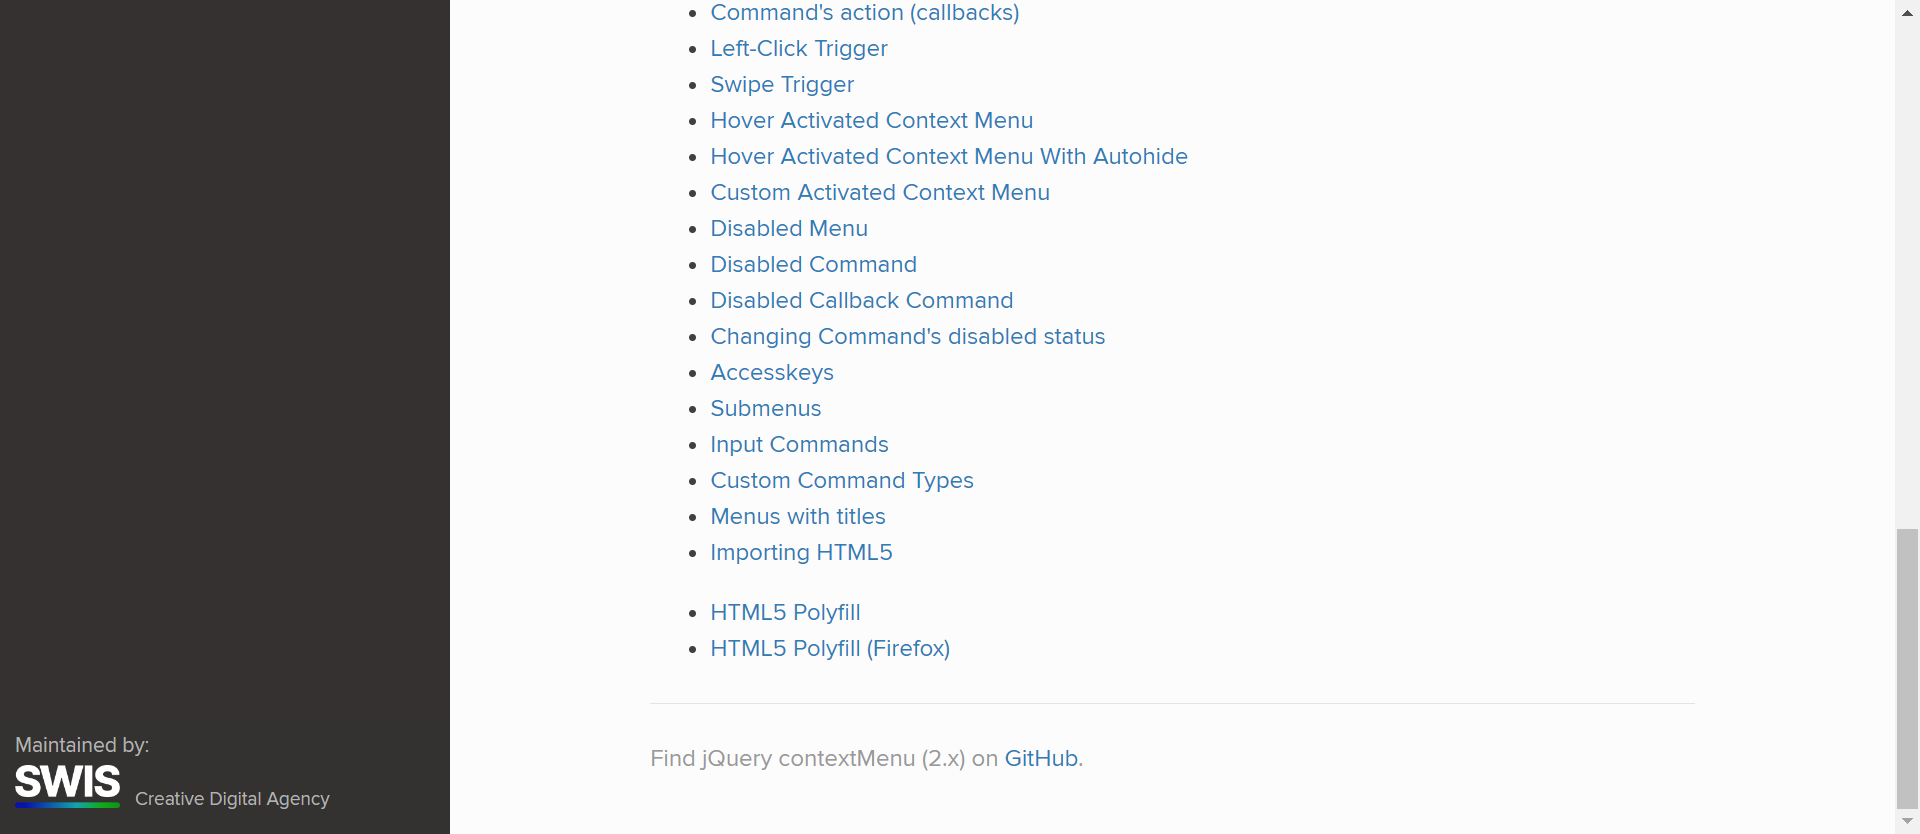 Command's action (callbacks)
Left-Click Trigger
Swipe Trigger
Hover Activated Context Menu
Hover Activated Context Menu With Autohide
Custom Activated Context Menu
Disabled Menu
Disabled Command
Disabled Callback Command
Changing Command's disabled status
Accesskeys
Submenus
Input Commands
Custom Command Types
Menus with titles
Importing HTML5
HTML5 Polyfill
HTML5 Polyfill (Firefox)
Find jQuery contextMenu (2.x) on GitHub.
Maintained by:
SWIS Creative Digital Agency